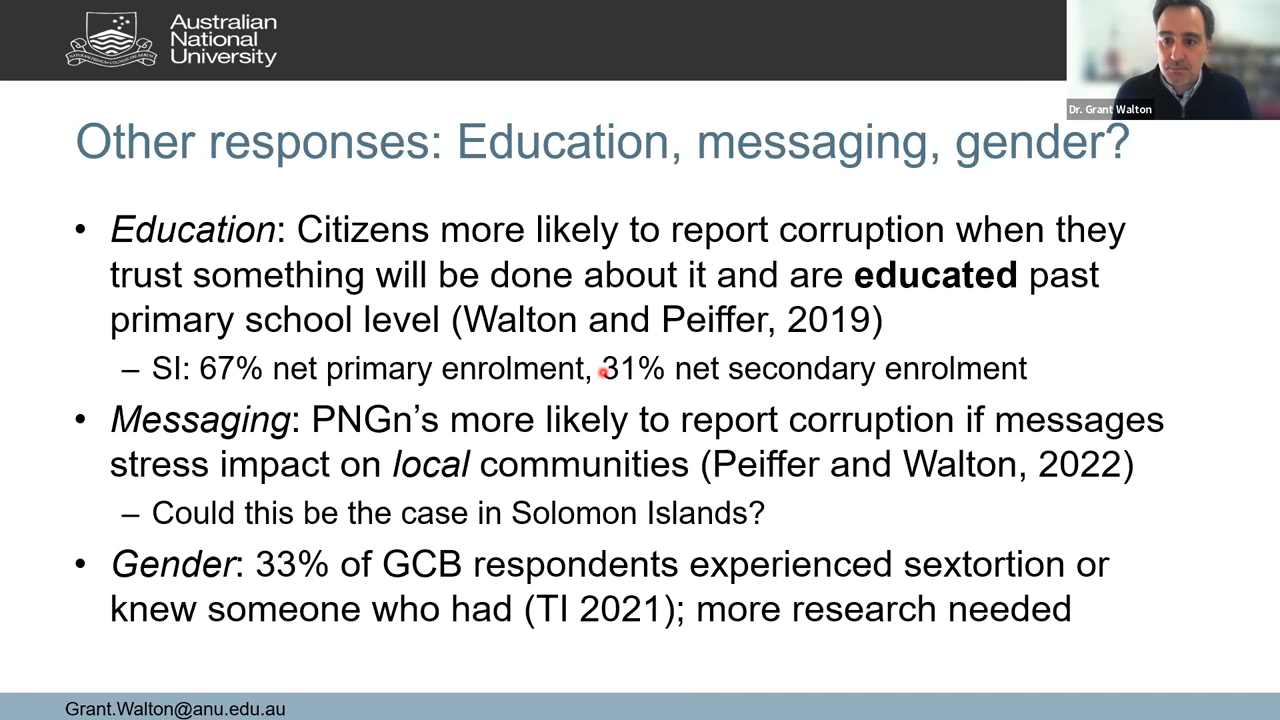 Australian
National
University
Dr. Grant Walton
Other responses: Education, messaging, gender?
• Education: Citizens more likely to report corruption when they
trust something will be done about it and are educated past
primary school level (Walton and Peiffer, 2019)
– SI: 67% net primary enrolment, 31% net secondary enrolment
• Messaging: PNGn’s more likely to report corruption if messages
stress impact on local communities (Peiffer and Walton, 2022)
– Could this be the case in Solomon Islands?
• Gender: 33% of GCB respondents experienced sextortion or
knew someone who had (TI 2021); more research needed
Grant.Walton@anu.edu.au